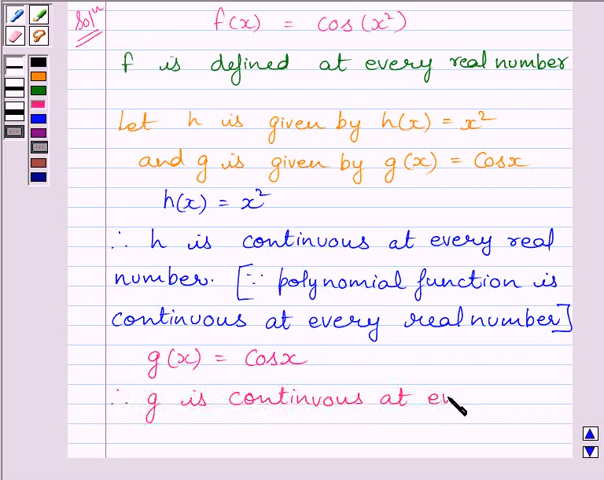 Solⁿ f(x) = cos(x²)
f is defined at every real number
Let h is given by h(x) = x²
and g is given by g(x) = Cosx
h(x) = x²
∴ h is continuous at every real
number. [∵ polynomial function is
continuous at every real number]
g(x) = Cosx
∴ g is continuous at ev